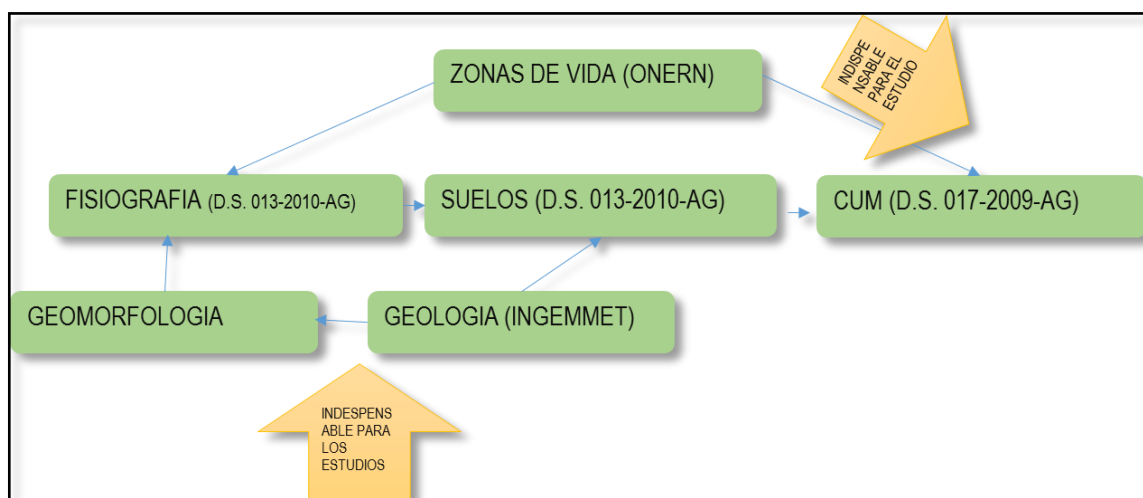 ZONAS DE VIDA (ONERN)
INDISPE
NSABLE
PARA EL
ESTUDIO
FISIOGRAFIA (D.S. 013-2010-AG)
SUELOS (D.S. 013-2010-AG)
CUM (D.S. 017-2009-AG)
GEOMORFOLOGIA
GEOLOGIA (INGEMMET)
INDESPENS
ABLE PARA
LOS
ESTUDIOS